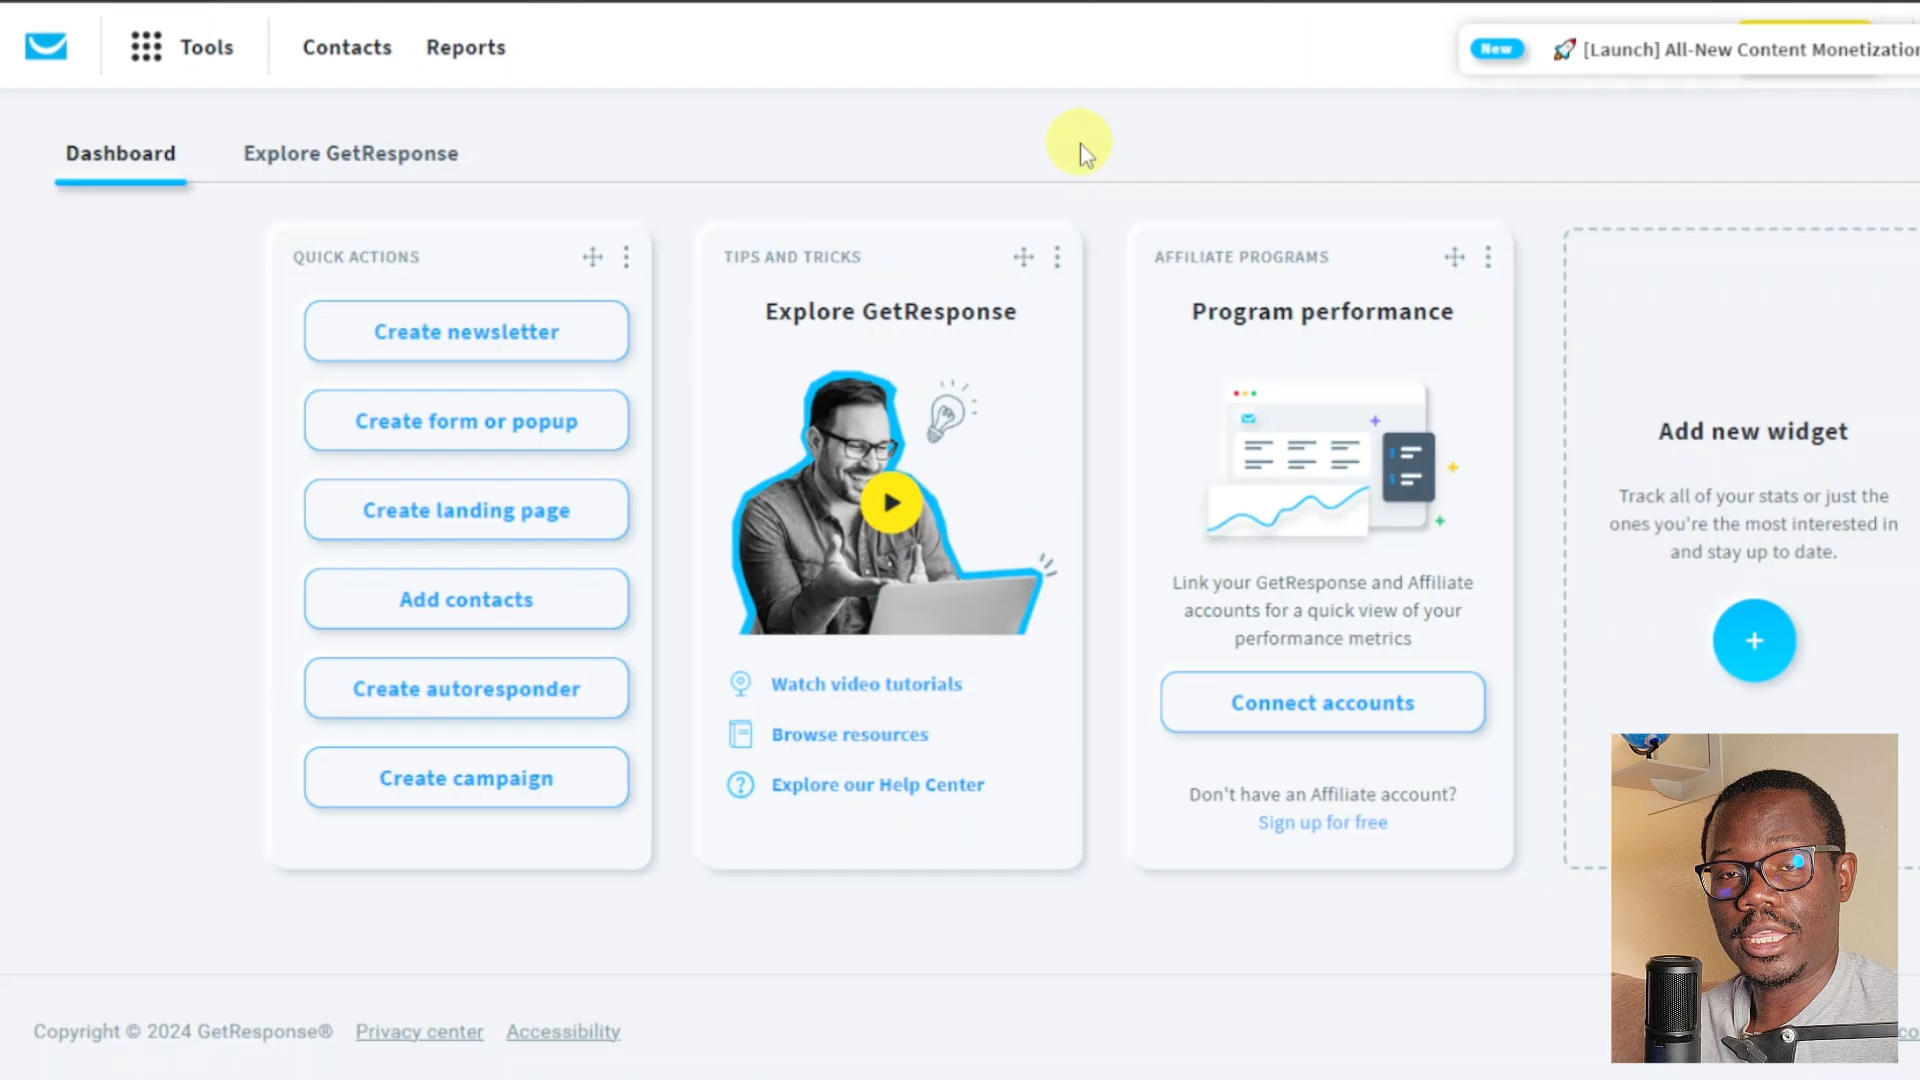 Tools
Contacts
Reports
New
[Launch] All-New Content Monetization
Dashboard
Explore GetResponse
QUICK ACTIONS
Create newsletter
Create form or popup
Create landing page
Add contacts
Create autoresponder
Create campaign
TIPS AND TRICKS
Explore GetResponse
Watch video tutorials
Browse resources
Explore our Help Center
AFFILIATE PROGRAMS
Program performance
Link your GetResponse and Affiliate
accounts for a quick view of your
performance metrics
Connect accounts
Don't have an Affiliate account?
Sign up for free
Add new widget
Track all of your stats or just the
ones you're the most interested in
and stay up to date.
Copyright © 2024 GetResponse®
Privacy center
Accessibility